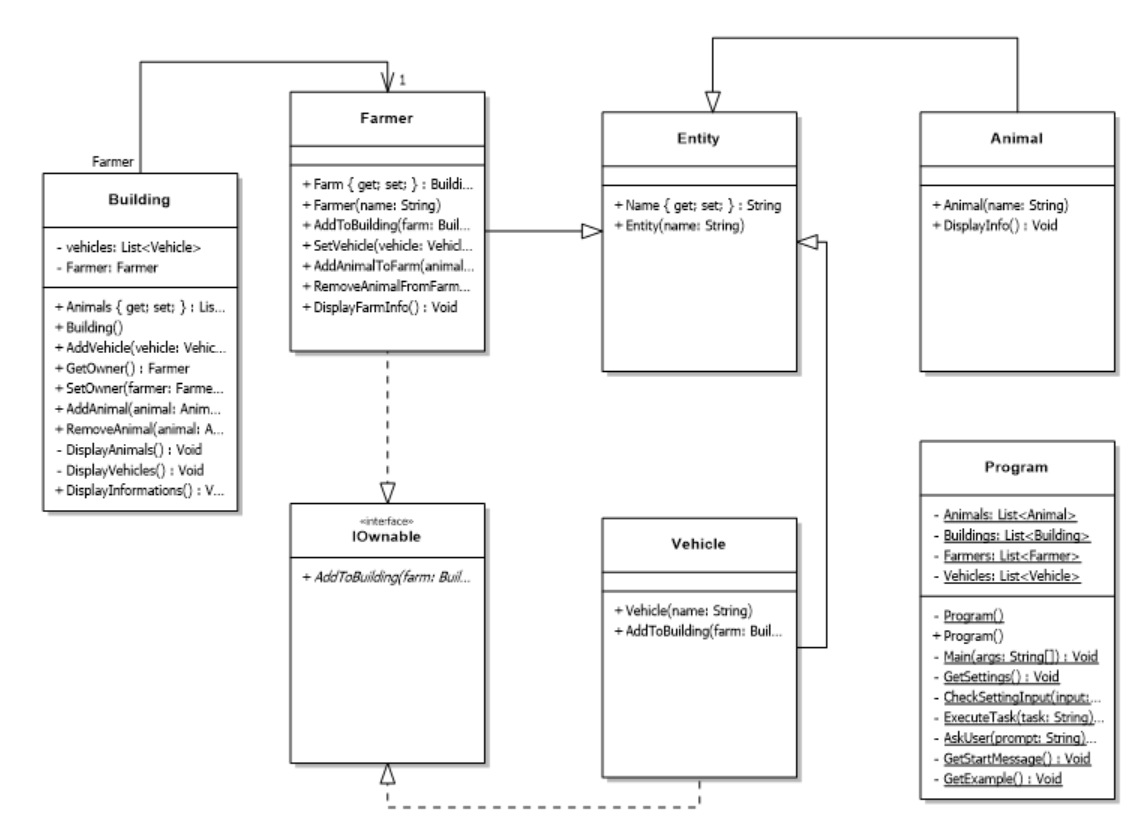 1
Farmer
Building
- vehicles: List<Vehicle>
- Farmer: Farmer
+ Animals { get; set; } : Lis...
+ Building()
+ AddVehicle(vehicle: Vehic...
+ GetOwner() : Farmer
+ SetOwner(farmer: Farme...
+ AddAnimal(animal: Anim...
+ RemoveAnimal(animal: A...
- DisplayAnimals() : Void
- DisplayVehicles() : Void
+ DisplayInformations() : V...
Farmer
+ Farm { get; set; } : Buildi...
+ Farmer(name: String)
+ AddToBuilding(farm: Buil...
+ SetVehicle(vehicle: Vehicl...
+ AddAnimalToFarm(animal...
+ RemoveAnimalFromFarm...
+ DisplayFarmInfo() : Void
Entity
+ Name { get; set; } : String
+ Entity(name: String)
Animal
+ Animal(name: String)
+ DisplayInfo() : Void
«interface»
IOwnable
+ AddToBuilding(farm: Buil...
Vehicle
+ Vehicle(name: String)
+ AddToBuilding(farm: Buil...
Program
- Animals: List<Animal>
- Buildings: List<Building>
- Farmers: List<Farmer>
- Vehicles: List<Vehicle>
- Program()
+ Program()
- Main(args: String[]) : Void
- GetSettings() : Void
- CheckSettingInput(input:...
- ExecuteTask(task: String)...
- AskUser(prompt: String)...
- GetStartMessage() : Void
- GetExample() : Void